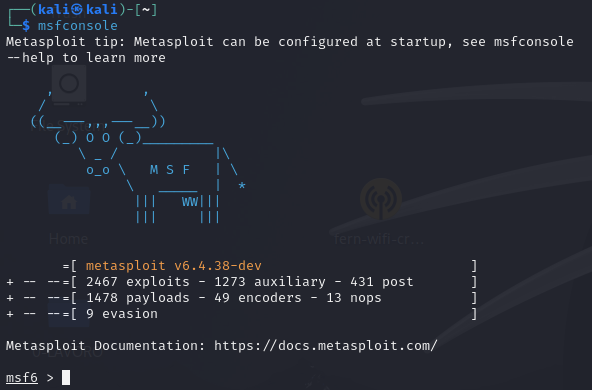 ┌──(kali㉿kali)-[~]
└─$ msfconsole
Metasploit tip: Metasploit can be configured at startup, see msfconsole
--help to learn more

     ,           ,
    /             \
   ((__---,,,---__))
      (_) O O (_)_________
         \ _ /            |\
          o_o \   M S F   | \
               \   _____  |  *
                |||   WW|||
                |||     |||

Home
fern-wifi-cr...

       =[ metasploit v6.4.38-dev                          ]
+ -- --=[ 2467 exploits - 1273 auxiliary - 431 post       ]
+ -- --=[ 1478 payloads - 49 encoders - 13 nops           ]
+ -- --=[ 9 evasion                                       ]

Metasploit Documentation: https://docs.metasploit.com/

msf6 >